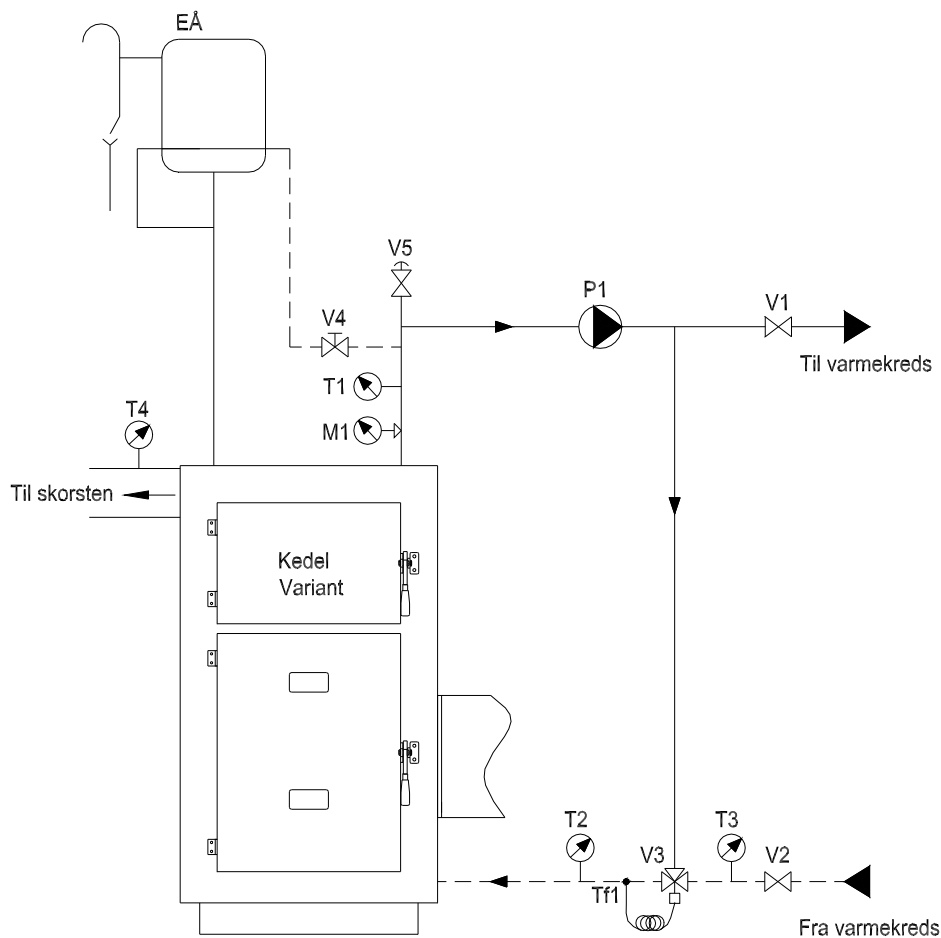 EÅ
V5
P1
V1
V4
Til varmekreds
T1
T4
M1
Til skorsten
Kedel
Variant
T2
T3
V3
V2
Tf1
Fra varmekreds